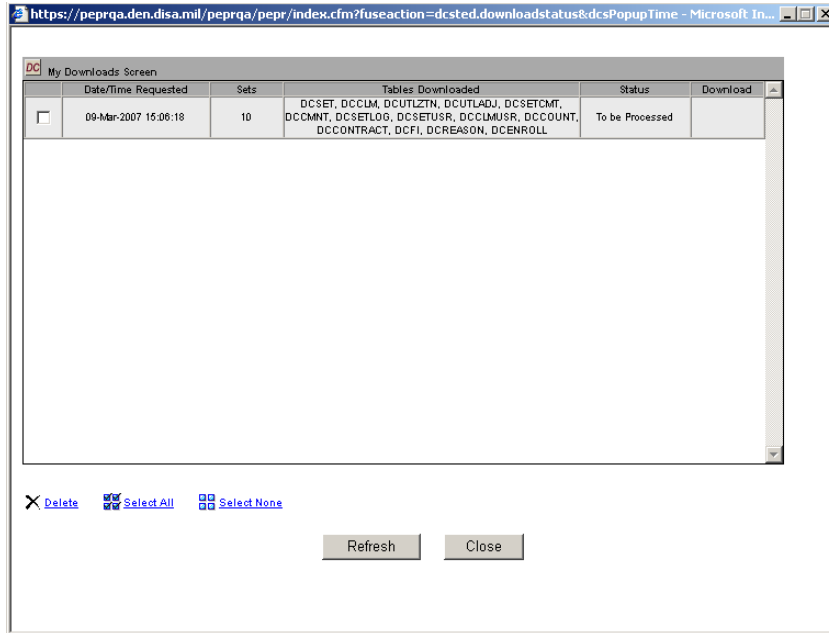 https://peprqa.den.disa.mil/peprqa/pepr/index.cfm?fuseaction=dcsted.downloadstatus&dcsPopupTime - Microsoft In...
DC My Downloads Screen
Date/Time Requested Sets Tables Downloaded Status Download
DCSET, DCCLM, DCUTLZTN, DCUTLADJ, DCSETCMT,
09-Mar-2007 15:06:18 10 DCCMNT, DCSETLOG, DCSETUSR, DCCLMUSR, DCCOUNT, To be Processed
DCCONTRACT, DCFI, DCREASON, DCENROLL
Delete Select All Select None
Refresh Close